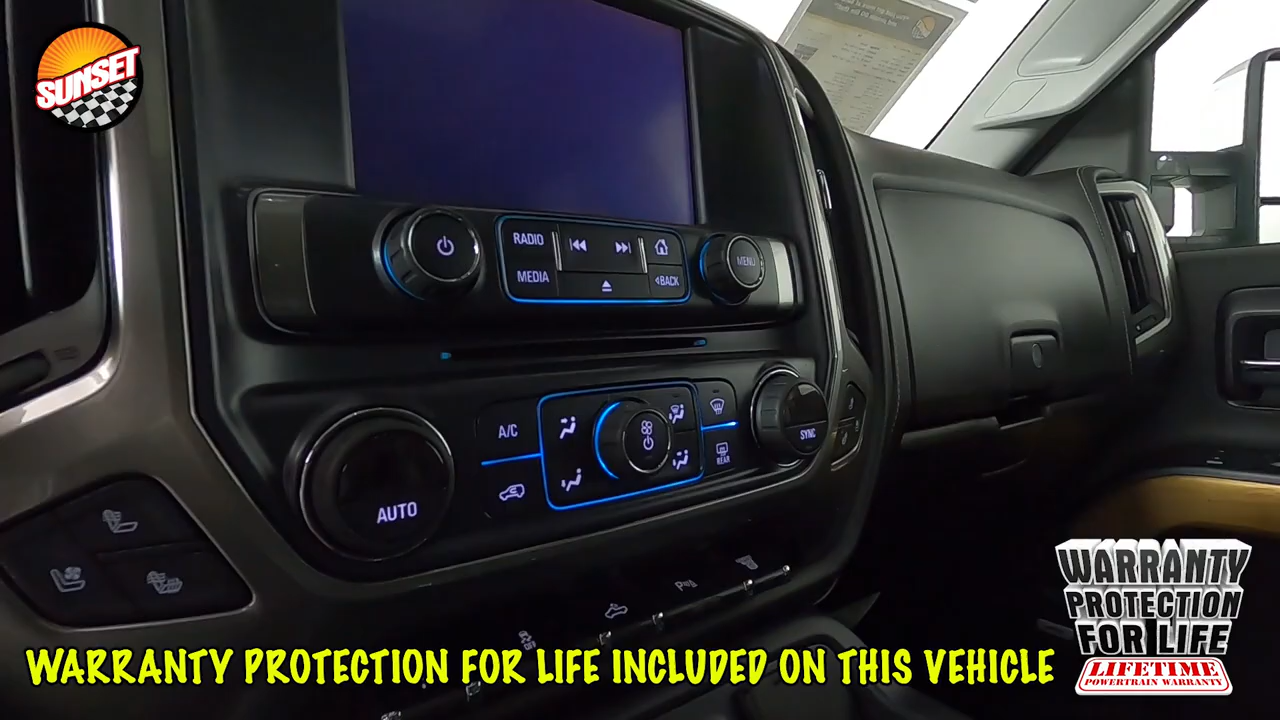 SUNSET
RADIO
MEDIA
BACK
MENU
A/C
AUTO
SYNC
REAR
WARRANTY PROTECTION FOR LIFE INCLUDED ON THIS VEHICLE
WARRANTY
PROTECTION
FOR LIFE
LIFETIME
POWERTRAIN WARRANTY